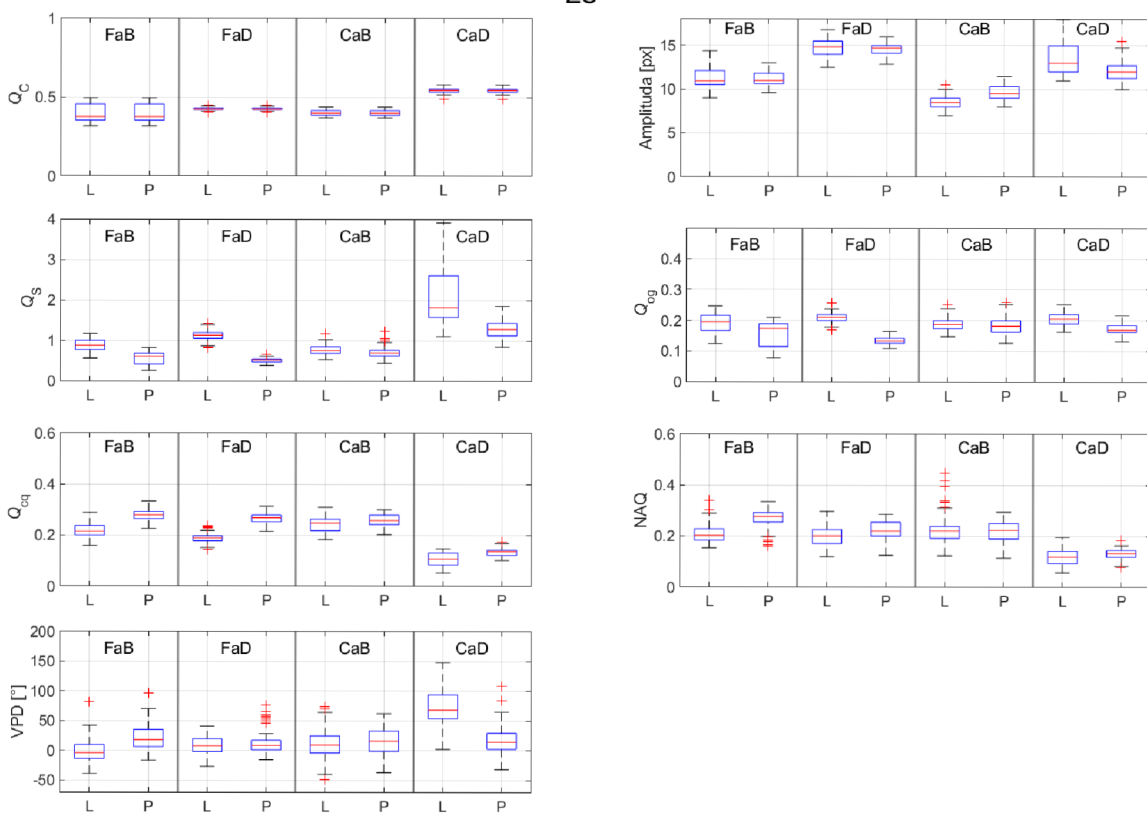 1
FaB FaD CaB CaD
Q_C 0.5
0
L P L P L P L P
4
FaB FaD CaB CaD
3
Q_S 2
1
0
L P L P L P L P
0.6
FaB FaD CaB CaD
0.4
Q_cq
0.2
0
L P L P L P L P
200
FaB FaD CaB CaD
150
100
VPD [°] 50
0
-50
L P L P L P L P
FaB FaD CaB CaD
15
Amplituda [px] 10
5
0
L P L P L P L P
FaB FaD CaB CaD
0.4
0.3
Q_og 0.2
0.1
0
L P L P L P L P
0.6
FaB FaD CaB CaD
0.4
NAQ
0.2
0
L P L P L P L P